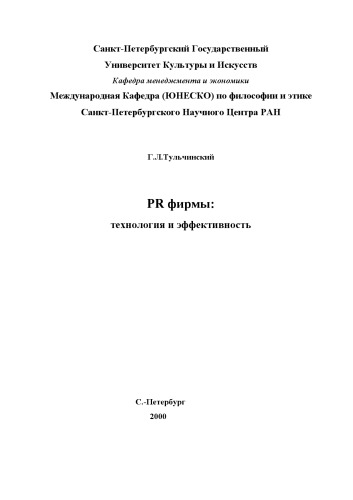 Санкт-Петербургский Государственный
Университет Культуры и Искусств
Кафедра менеджмента и экономики
Международная Кафедра (ЮНЕСКО) по философии и этике
Санкт-Петербургского Научного Центра РАН
Г.Л.Тульчинский
PR фирмы:
технология и эффективность
С.-Петербург
2000